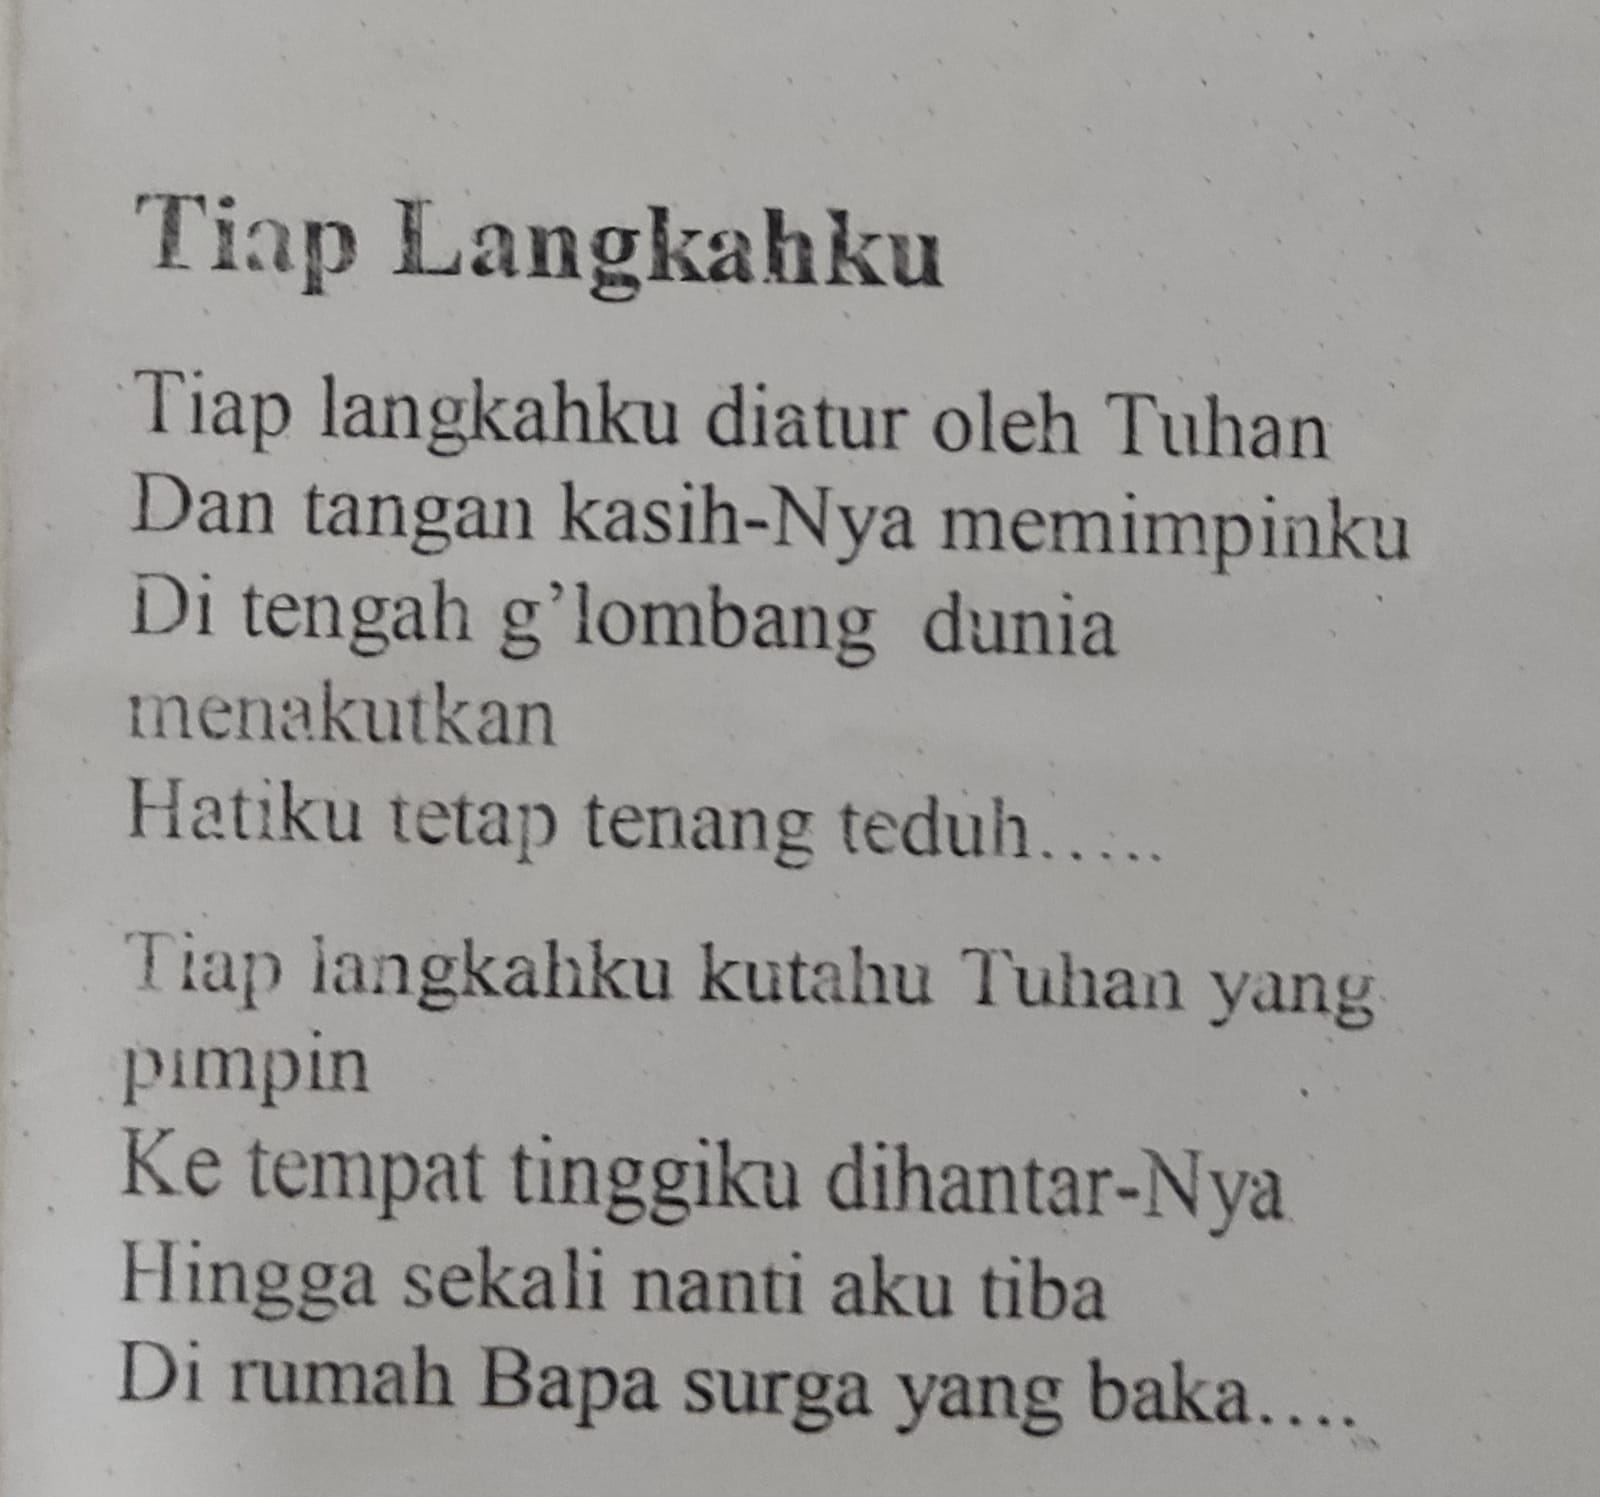 Tiap Langkahku
Tiap langkahku diatur oleh Tuhan
Dan tangan kasih-Nya memimpinku
Di tengah g’lombang dunia
menakutkan
Hatiku tetap tenang teduh.....
Tiap langkahku kutahu Tuhan yang
pimpin
Ke tempat tinggiku dihantar-Nya
Hingga sekali nanti aku tiba
Di rumah Bapa surga yang baka....